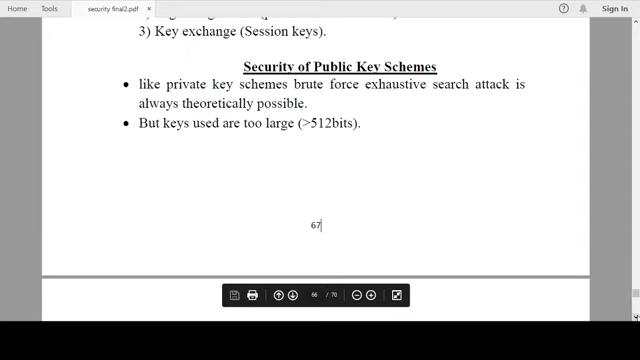 Home Tools security final2.pdf × ? Sign In
3) Key exchange (Session keys).
Security of Public Key Schemes
• like private key schemes brute force exhaustive search attack is
always theoretically possible.
• But keys used are too large (>512bits).
67
66 / 70